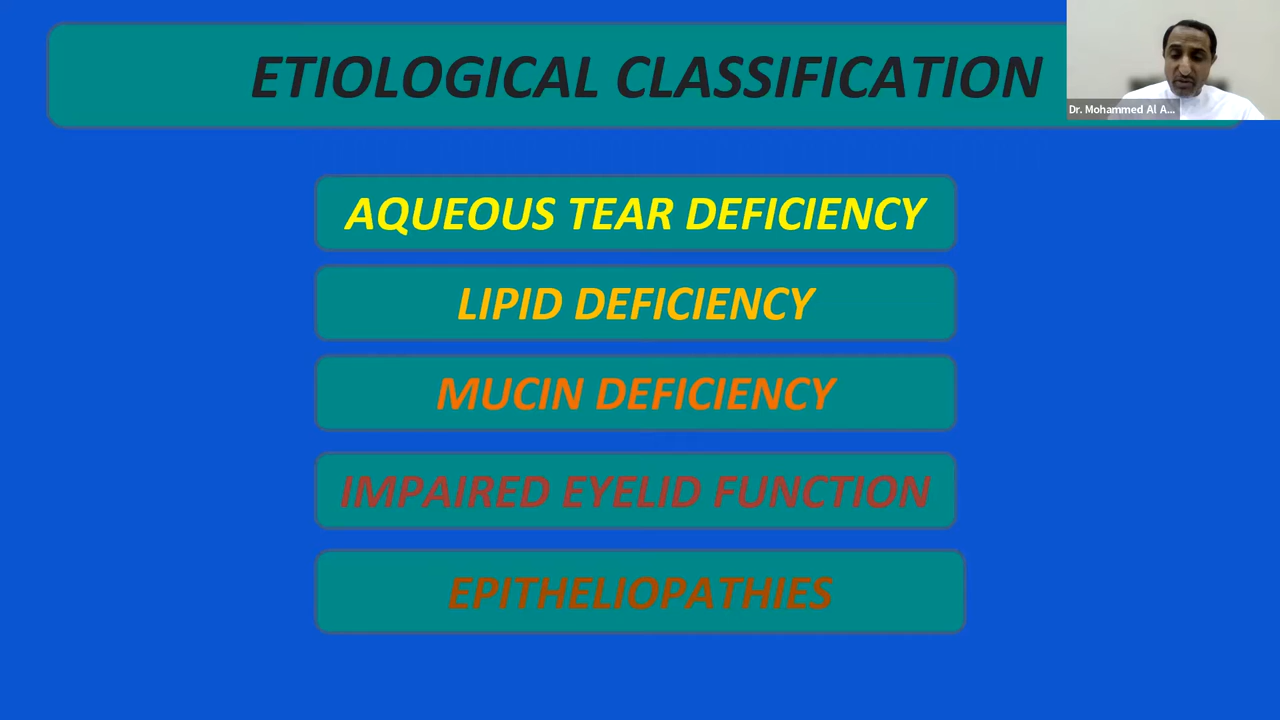 ETIOLOGICAL CLASSIFICATION
Dr. Mohammed Al A...
AQUEOUS TEAR DEFICIENCY
LIPID DEFICIENCY
MUCIN DEFICIENCY
IMPAIRED EYELID FUNCTION
EPITHELIOPATHIES